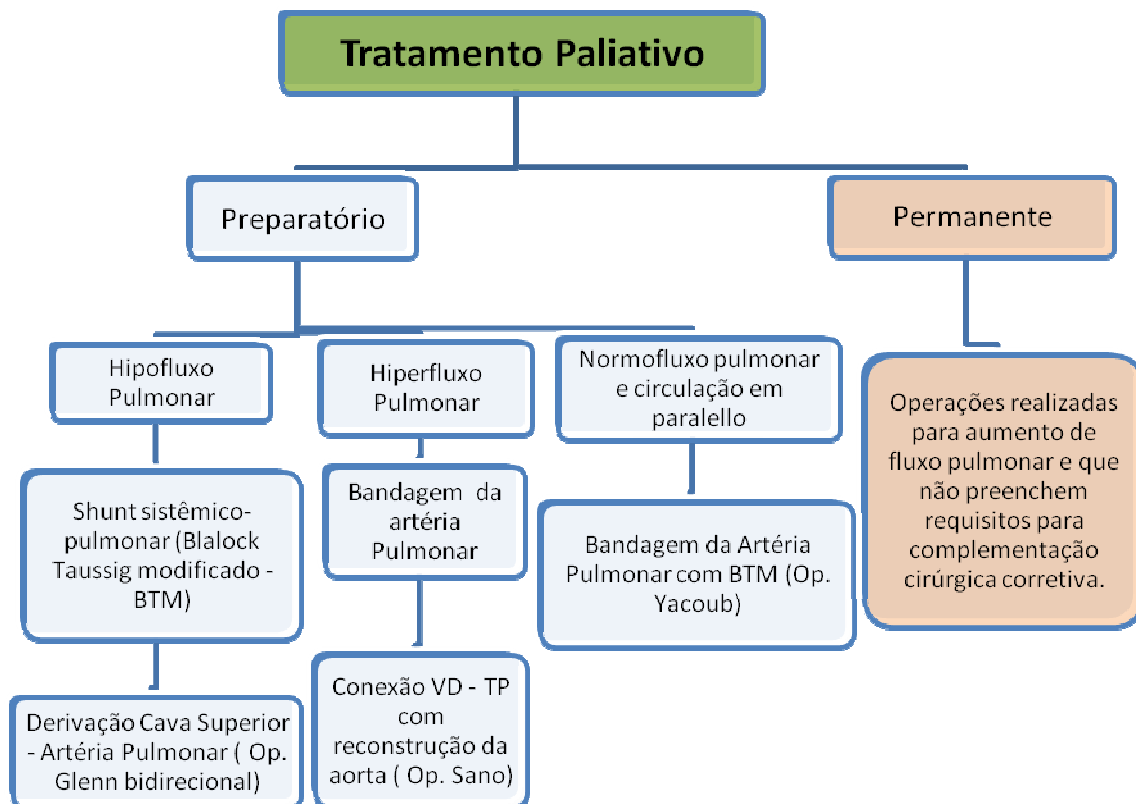 Tratamento Paliativo
Preparatório
Permanente
Hipofluxo
Pulmonar
Hiperfluxo
Pulmonar
Normofluxo pulmonar
e circulação em
paralello
Shunt sistêmico-
pulmonar (Blalock
Taussig modificado -
BTM)
Bandagem da
artéria
Pulmonar
Bandagem da Artéria
Pulmonar com BTM (Op.
Yacoub)
Operações realizadas
para aumento de
fluxo pulmonar e que
não preenchem
requisitos para
complementação
cirúrgica corretiva.
Derivação Cava Superior
- Artéria Pulmonar ( Op.
Glenn bidirecional)
Conexão VD - TP
com
reconstrução da
aorta ( Op. Sano)